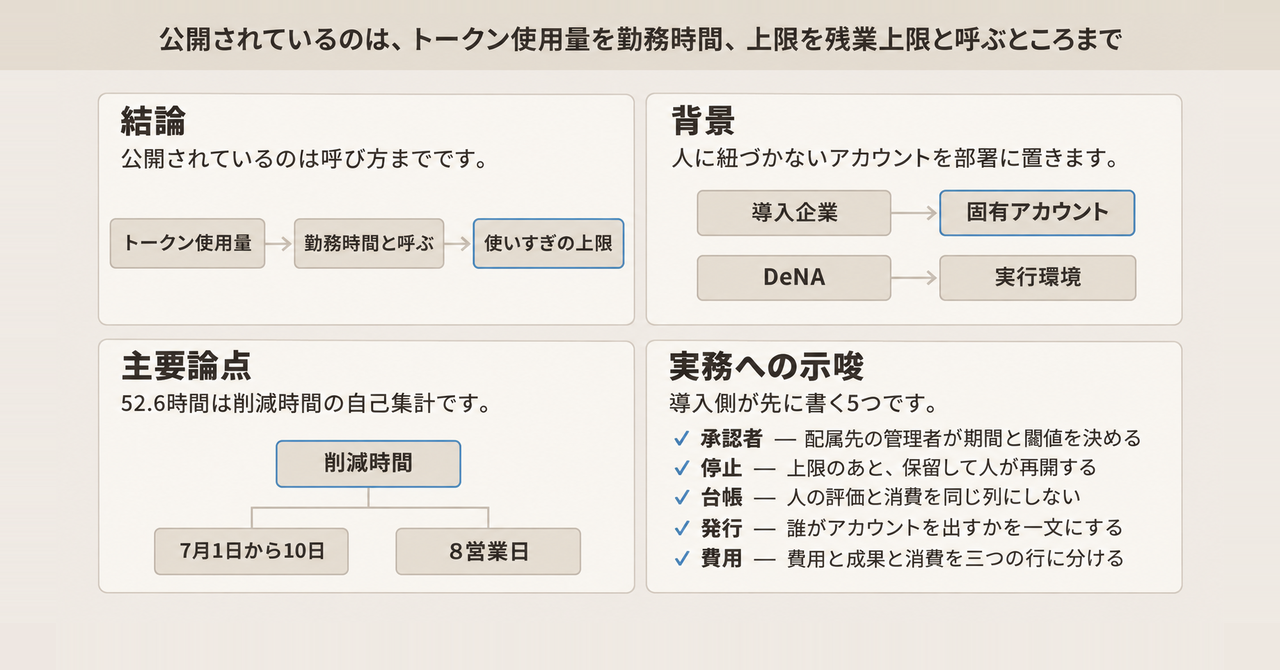 公開されているのは、トークン使用量を勤務時間、上限を残業上限と呼ぶところまで
結論
公開されているのは呼び方までです。
トークン使用量
勤務時間と呼ぶ
使いすぎの上限
背景
人に紐づかないアカウントを部署に置きます。
導入企業
固有アカウント
DeNA
実行環境
主要論点
52.6時間は削減時間の自己集計です。
削減時間
7月1日から10日
8営業日
実務への示唆
導入側が先に書く5つです。
✓ 承認者 — 配属先の管理者が期間と閾値を決める
✓ 停止 — 上限のあと、保留して人が再開する
✓ 台帳 — 人の評価と消費を同じ列にしない
✓ 発行 — 誰がアカウントを出すかを一文にする
✓ 費用 — 費用と成果と消費を三つの行に分ける